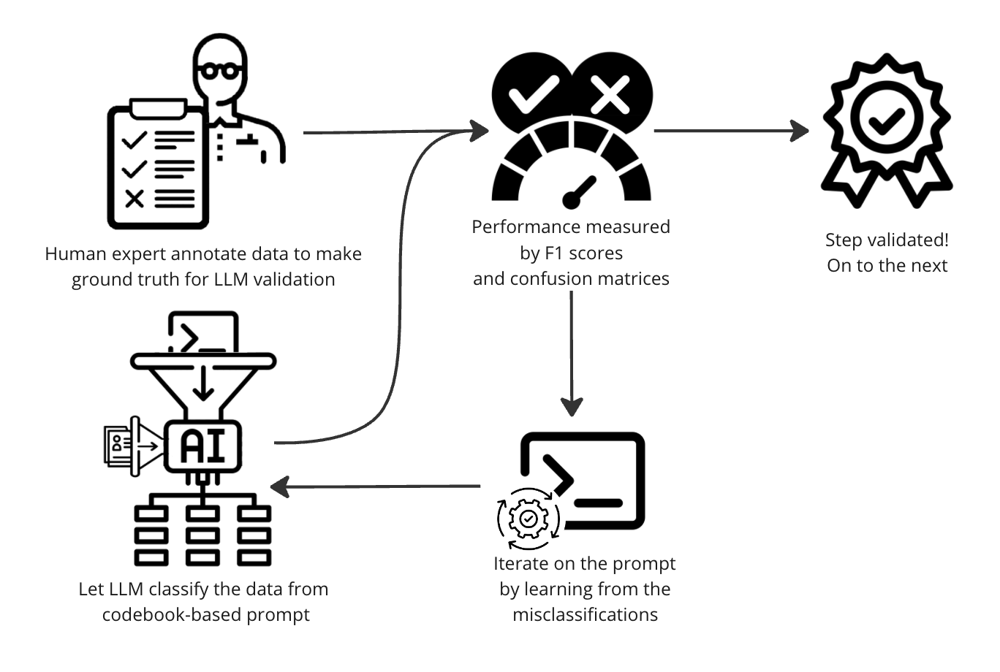 Human expert annotate data to make
ground truth for LLM validation
Performance measured
by F1 scores
and confusion matrices
Step validated!
On to the next
DO
AI
Let LLM classify the data from
codebook-based prompt
Iterate on the prompt
by learning from the
misclassifications